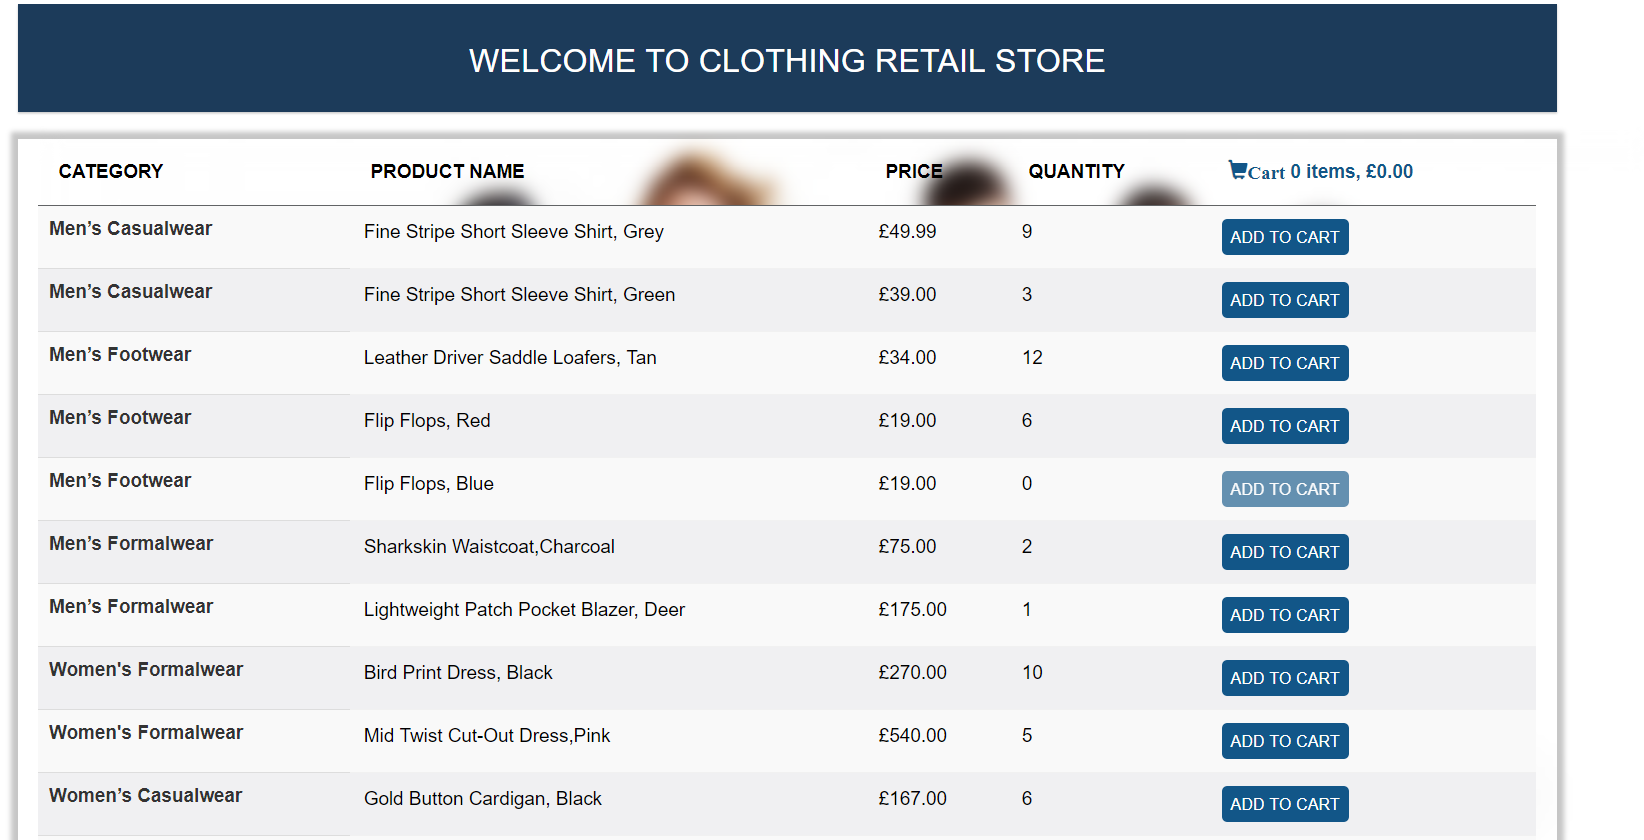 WELCOME TO CLOTHING RETAIL STORE
CATEGORY PRODUCT NAME PRICE QUANTITY Cart 0 items, £0.00
Men’s Casualwear Fine Stripe Short Sleeve Shirt, Grey £49.99 9 ADD TO CART
Men’s Casualwear Fine Stripe Short Sleeve Shirt, Green £39.00 3 ADD TO CART
Men’s Footwear Leather Driver Saddle Loafers, Tan £34.00 12 ADD TO CART
Men’s Footwear Flip Flops, Red £19.00 6 ADD TO CART
Men’s Footwear Flip Flops, Blue £19.00 0 ADD TO CART
Men’s Formalwear Sharkskin Waistcoat,Charcoal £75.00 2 ADD TO CART
Men’s Formalwear Lightweight Patch Pocket Blazer, Deer £175.00 1 ADD TO CART
Women's Formalwear Bird Print Dress, Black £270.00 10 ADD TO CART
Women's Formalwear Mid Twist Cut-Out Dress,Pink £540.00 5 ADD TO CART
Women’s Casualwear Gold Button Cardigan, Black £167.00 6 ADD TO CART